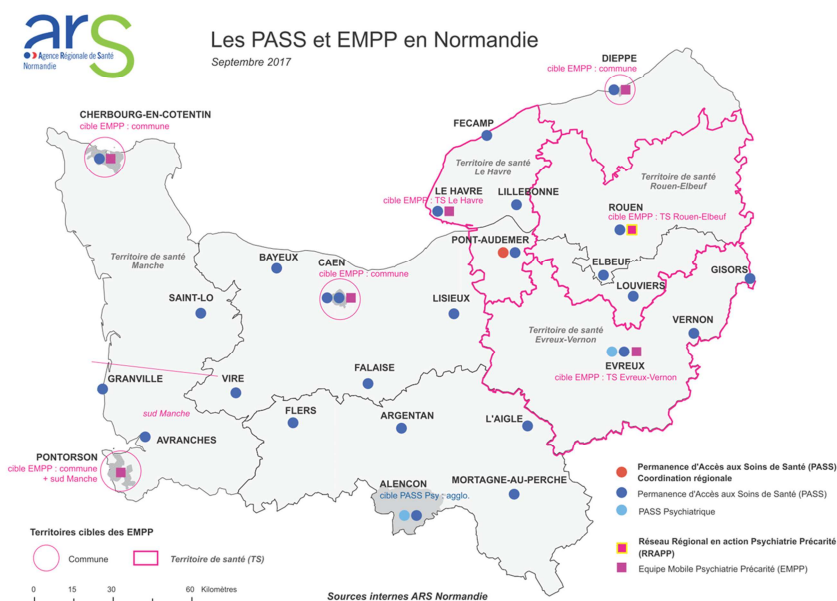 ars
Agence Régionale de Santé
Normandie
Les PASS et EMPP en Normandie
Septembre 2017
DIEPPE
cible EMPP : commune
CHERBOURG-EN-COTENTIN
cible EMPP : commune
FECAMP
Territoire de santé
Le Havre
Territoire de santé
Rouen-Elbeuf
LE HAVRE
cible EMPP : TS Le Havre
LILLEBONNE
ROUEN
cible EMPP : TS Rouen-Elbeuf
PONT-AUDEMER
Territoire de santé
Manche
BAYEUX
CAEN
cible EMPP : commune
ELBEUF
GISORS
LOUVIERS
SAINT-LO
LISIEUX
VERNON
Territoire de santé
Evreux-Vernon
EVREUX
cible EMPP : TS Evreux-Vernon
GRANVILLE
VIRE
FALAISE
sud Manche
FLERS
ARGENTAN
L'AIGLE
AVRANCHES
PONTORSON
cible EMPP : commune
+ sud Manche
ALENCON
cible PASS Psy : agglo.
MORTAGNE-AU-PERCHE
Permanence d'Accès aux Soins de Santé (PASS)
Coordination régionale
Permanence d'Accès aux Soins de Santé (PASS)
PASS Psychiatrique
Réseau Régional en action Psychiatrie Précarité
(RRAPP)
Equipe Mobile Psychiatrie Précarité (EMPP)
Territoires cibles des EMPP
Commune
Territoire de santé (TS)
0 15 30 60 Kilomètres
Sources internes ARS Normandie